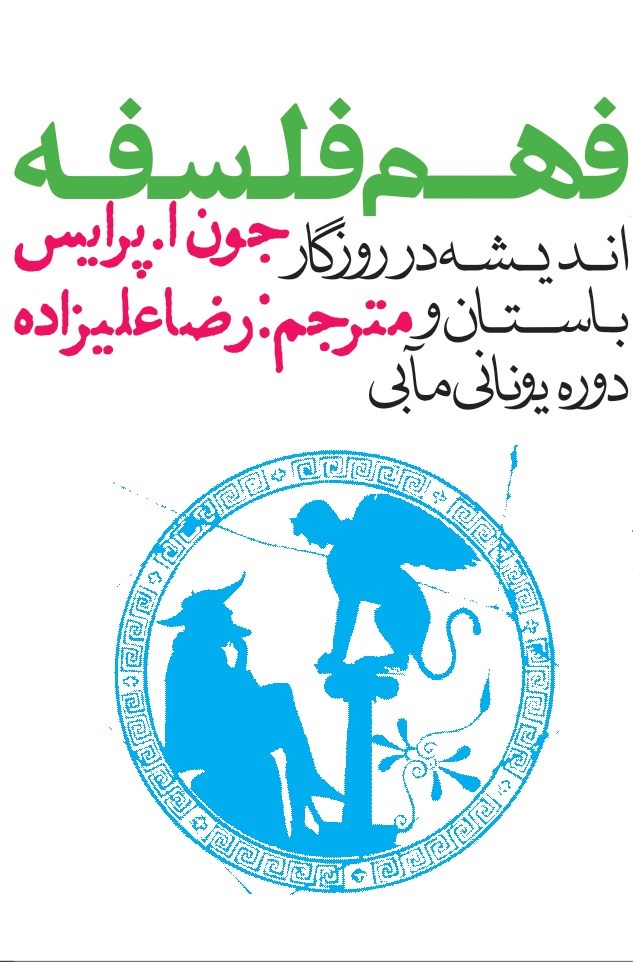 فهم فلسفه
اندیشه در روزگار
باستان و
دوره یونانی مآبی
جون ا. پرایس
مترجم: رضا علیزاده